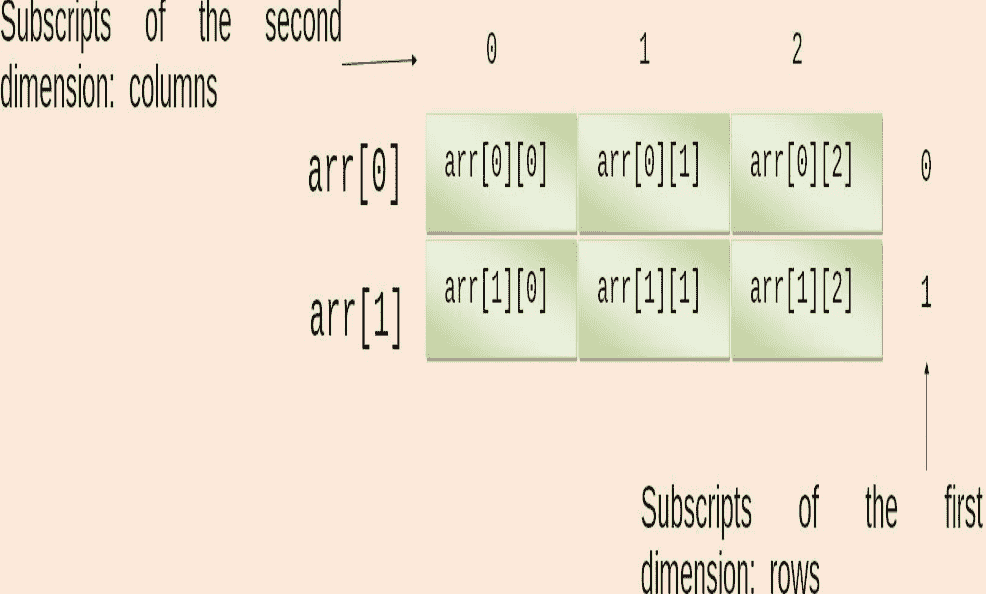 Subscripts of the second
dimension: columns
0 1 2
arr[0] arr[0][0] arr[0][1] arr[0][2] 0
arr[1] arr[1][0] arr[1][1] arr[1][2] 1
Subscripts of the first
dimension: rows